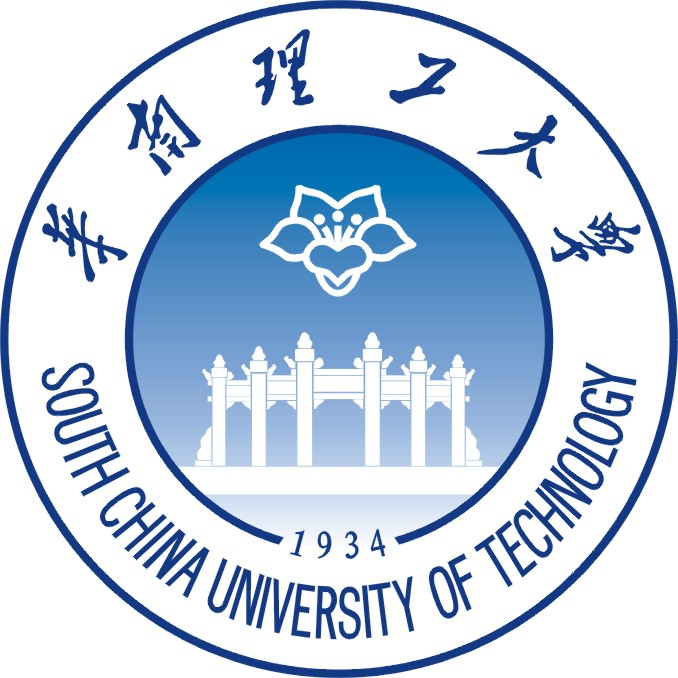 华南理工大学
1934
SOUTH CHINA UNIVERSITY OF TECHNOLOGY